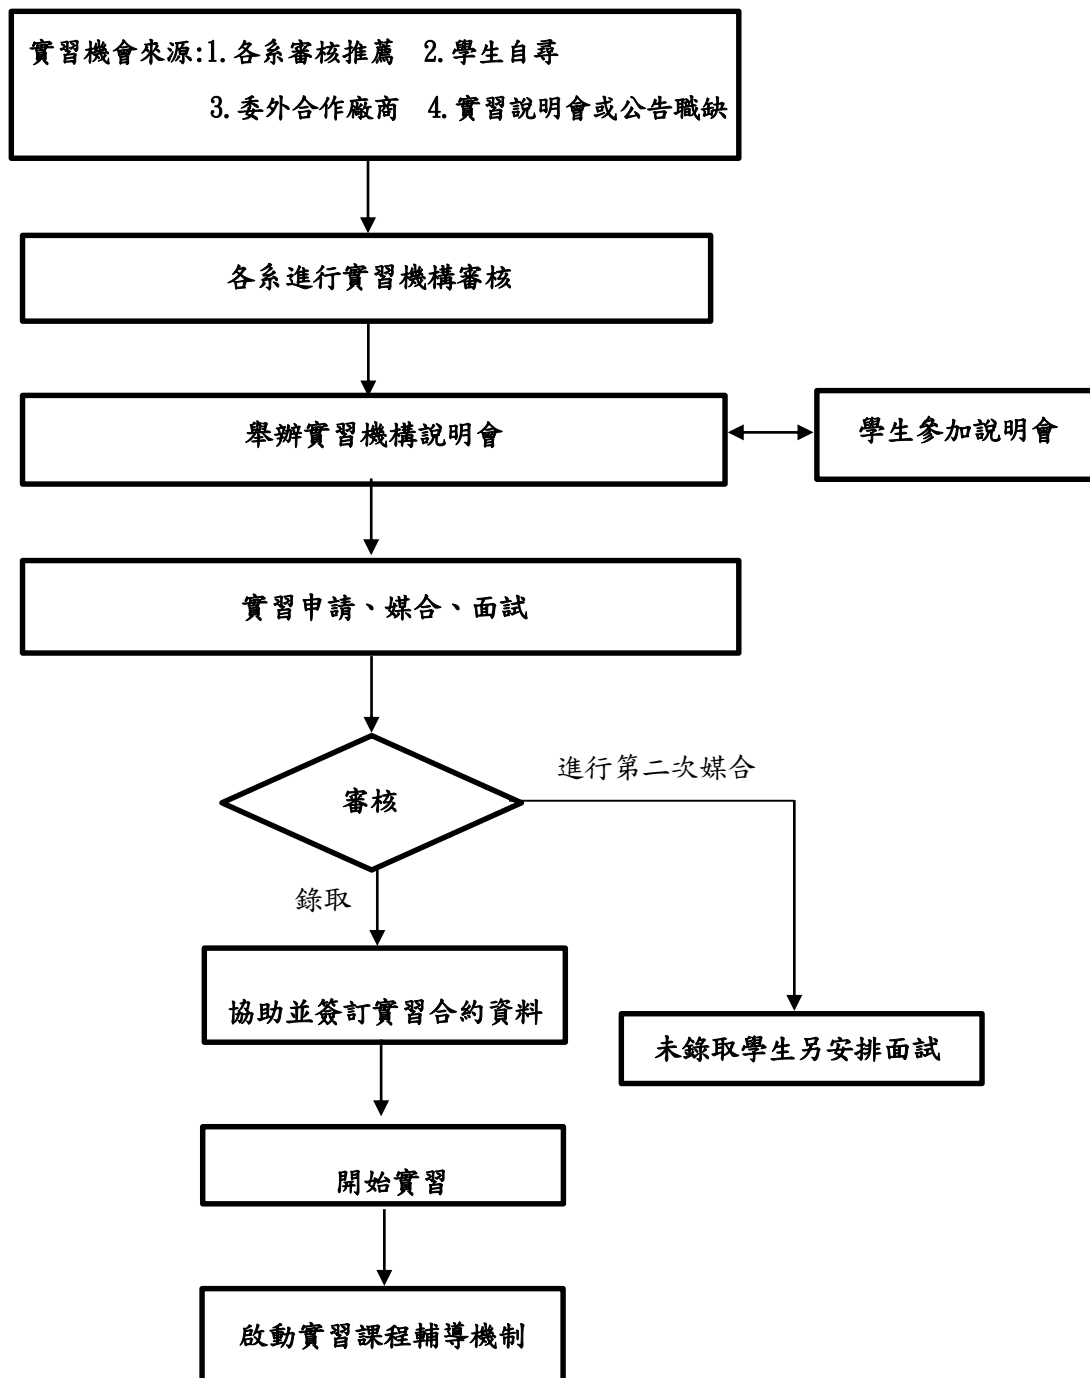 實習機會來源:1.各系審核推薦 2.學生自尋
3.委外合作廠商 4.實習說明會或公告職缺
各系進行實習機構審核
舉辦實習機構說明會
學生參加說明會
實習申請、媒合、面試
審核
進行第二次媒合
錄取
協助並簽訂實習合約資料
未錄取學生另安排面試
開始實習
啟動實習課程輔導機制